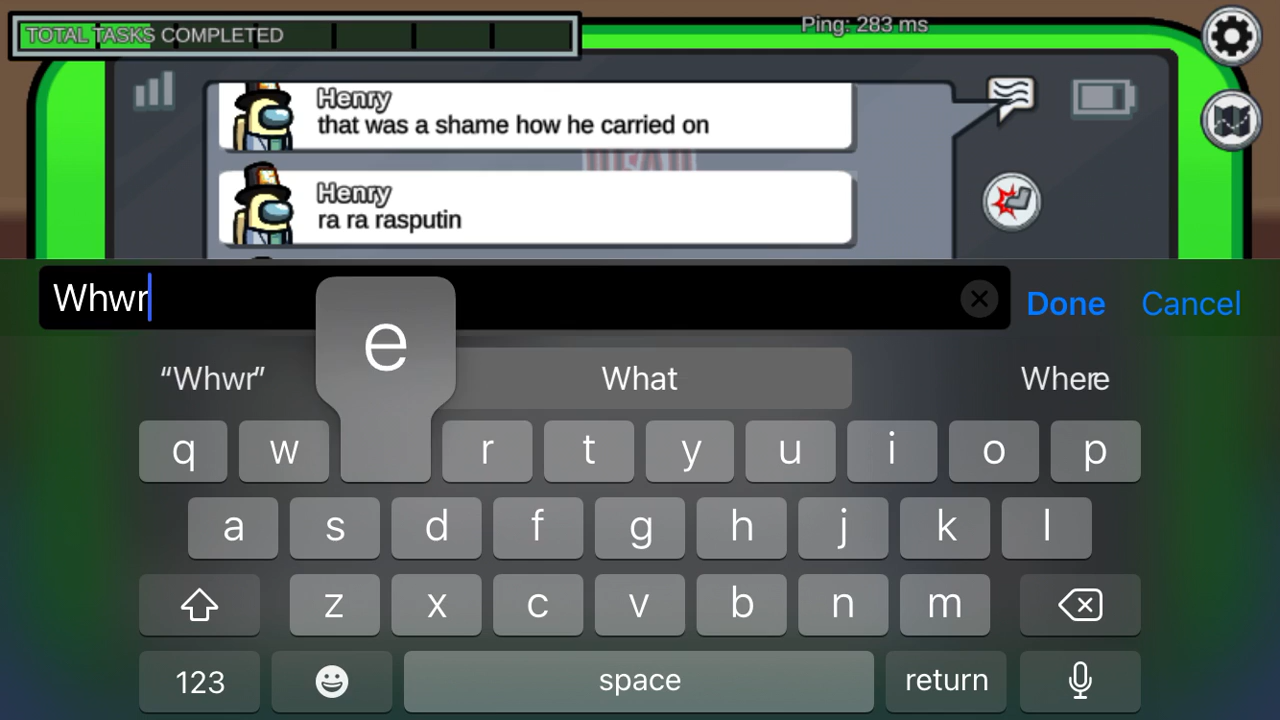 TOTAL TASKS COMPLETED
Ping: 283 ms
Henry
that was a shame how he carried on
DEAD
Henry
ra ra rasputin
Whwr
Done
Cancel
e
“Whwr”
What
Where
q w r t y u i o p
a s d f g h j k l
z x c v b n m
123
space
return